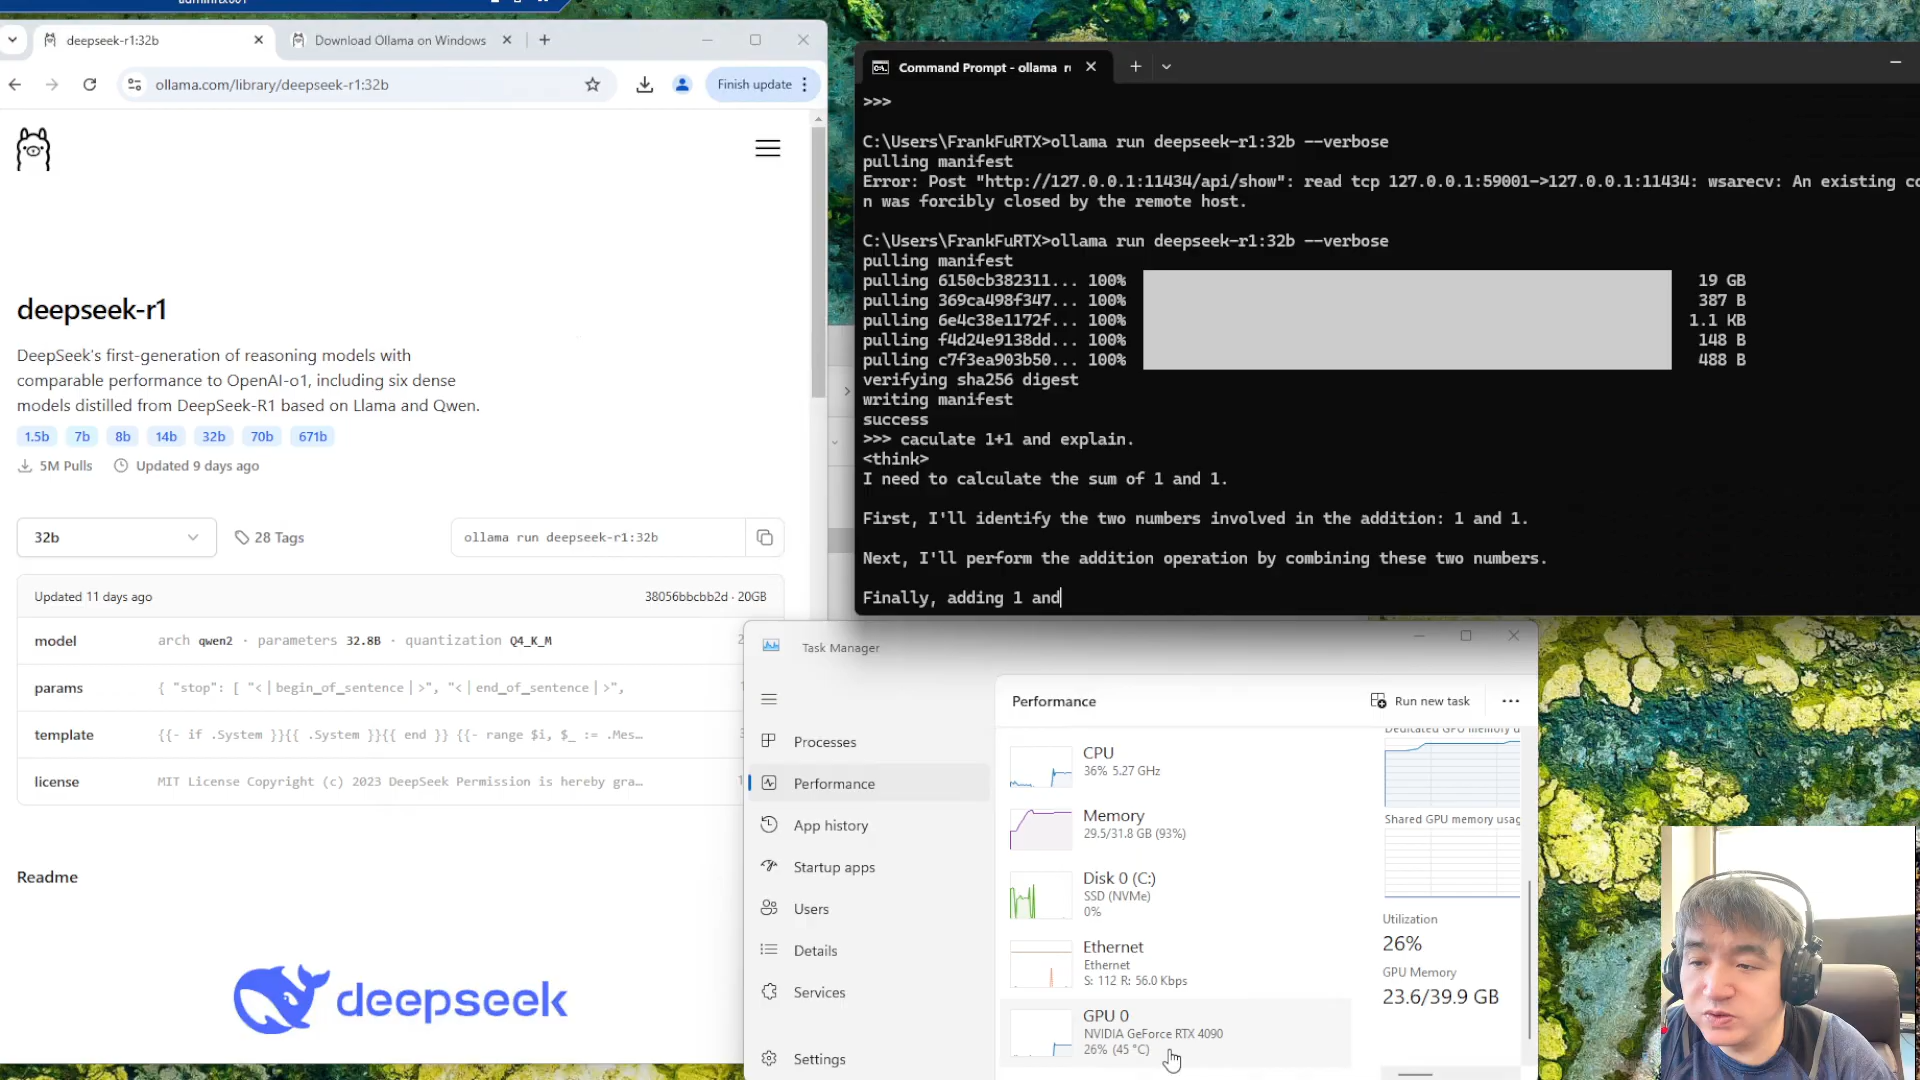 deepseek-r1:32b
Download Ollama on Windows
ollama.com/library/deepseek-r1:32b
Finish update
deepseek-r1
DeepSeek's first-generation of reasoning models with
comparable performance to OpenAI-o1, including six dense
models distilled from DeepSeek-R1 based on Llama and Qwen.
1.5b 7b 8b 14b 32b 70b 671b
5M Pulls Updated 9 days ago
32b
28 Tags
ollama run deepseek-r1:32b
Updated 11 days ago
38056bbcbb2d · 20GB
model arch qwen2 · parameters 32.8B · quantization Q4_K_M
params { "stop": [ "<|begin_of_sentence|>", "<|end_of_sentence|>",
template {{- if .System }}{{ .System }}{{ end }} {{- range $i, $_ := .Mes…
license MIT License Copyright (c) 2023 DeepSeek Permission is hereby gra…
Readme
deepseek
Command Prompt - ollama r
>>>
C:\Users\FrankFuRTX>ollama run deepseek-r1:32b --verbose
pulling manifest
Error: Post "http://127.0.0.1:11434/api/show": read tcp 127.0.0.1:59001->127.0.0.1:11434: wsarecv: An existing co
n was forcibly closed by the remote host.
C:\Users\FrankFuRTX>ollama run deepseek-r1:32b --verbose
pulling manifest
pulling 6150cb382311... 100% 19 GB
pulling 369ca498f347... 100% 387 B
pulling 6e4c38e1172f... 100% 1.1 KB
pulling f4d24e9138dd... 100% 148 B
pulling c7f3ea903b50... 100% 488 B
verifying sha256 digest
writing manifest
success
>>> caculate 1+1 and explain.
<think>
I need to calculate the sum of 1 and 1.
First, I'll identify the two numbers involved in the addition: 1 and 1.
Next, I'll perform the addition operation by combining these two numbers.
Finally, adding 1 and
Task Manager
Processes
Performance
App history
Startup apps
Users
Details
Services
Settings
Performance
Run new task
CPU
36% 5.27 GHz
Memory
29.5/31.8 GB (93%)
Disk 0 (C:)
SSD (NVMe)
0%
Ethernet
Ethernet
S: 112 R: 56.0 Kbps
GPU 0
NVIDIA GeForce RTX 4090
26% (45 °C)
Dedicated GPU memory u
Shared GPU memory usag
Utilization
26%
GPU Memory
23.6/39.9 GB